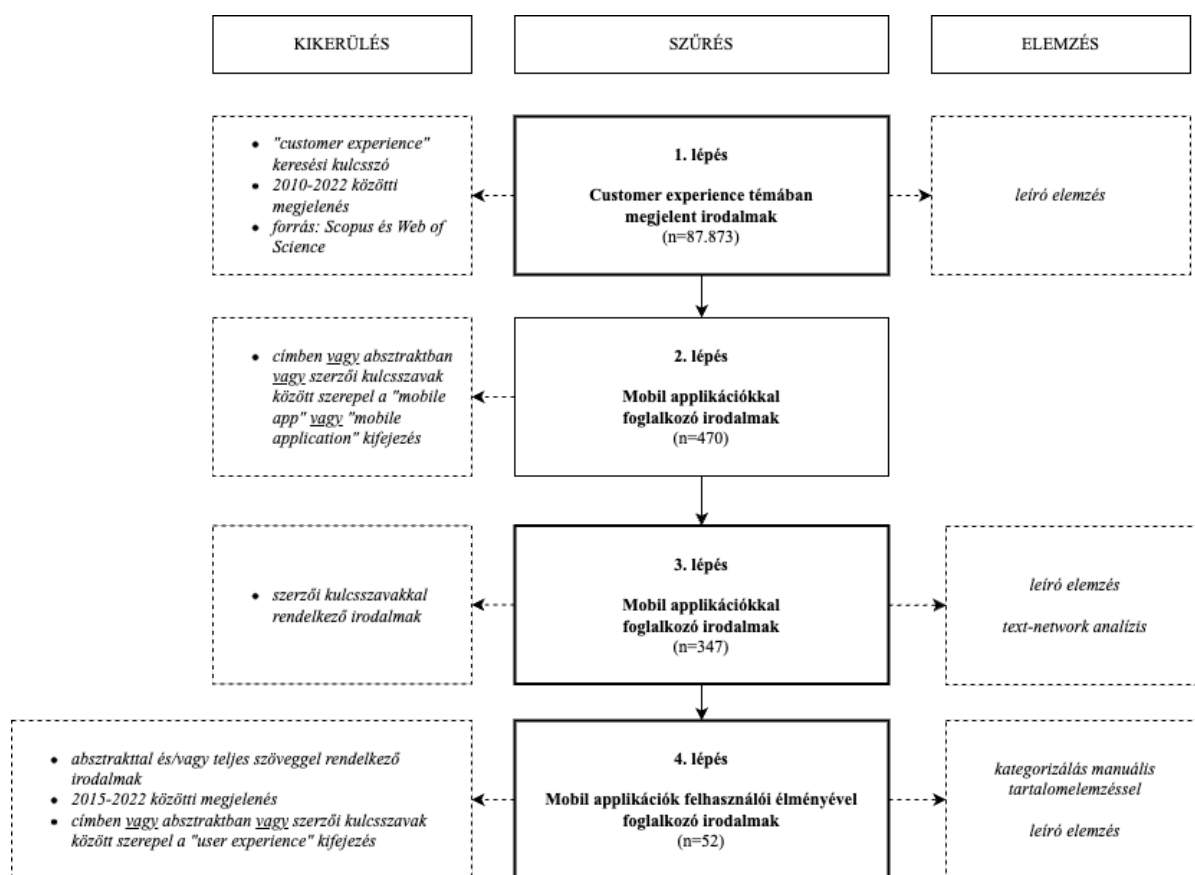 KIKERÜLÉS
SZŰRÉS
ELEMZÉS
• "customer experience"
keresési kulcsszó
• 2010-2022 közötti
megjelenés
• forrás: Scopus és Web of
Science
1. lépés
Customer experience témában
megjelent irodalmak
(n=87.873)
leíró elemzés
• címben vagy absztraktban
vagy szerzői kulcsszavak
között szerepel a "mobile
app" vagy "mobile
application" kifejezés
2. lépés
Mobil applikációkkal
foglalkozó irodalmak
(n=470)
• szerzői kulcsszavakkal
rendelkező irodalmak
3. lépés
Mobil applikációkkal
foglalkozó irodalmak
(n=347)
leíró elemzés
text-network analízis
• absztrakttal és/vagy teljes szöveggel rendelkező
irodalmak
• 2015-2022 közötti megjelenés
• címben vagy absztraktban vagy szerzői kulcsszavak
között szerepel a "user experience" kifejezés
4. lépés
Mobil applikációk felhasználói élményével
foglalkozó irodalmak
(n=52)
kategorizálás manuális
tartalomelemzéssel
leíró elemzés